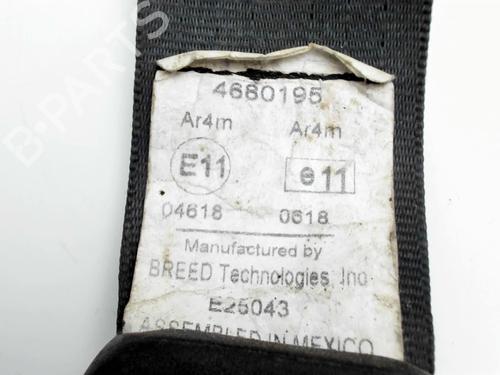 B-PARTS
4680195
Ar4m Ar4m
E11 e11
04618 0618
Manufactured by
BREED Technologies, Inc
E25043
ASSEMBLED IN MEXICO